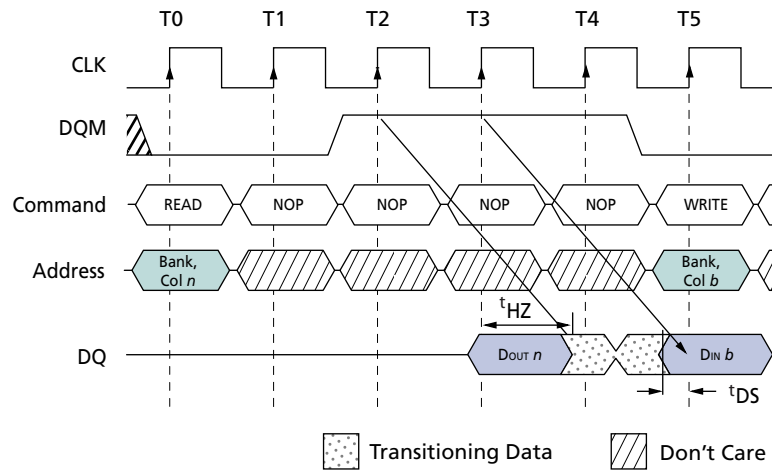 T0 T1 T2 T3 T4 T5
CLK
DQM
Command READ NOP NOP NOP NOP WRITE
Address Bank, Col n Bank, Col b
tHZ
DQ DOUT n DIN b
tDS
Transitioning Data Don't Care